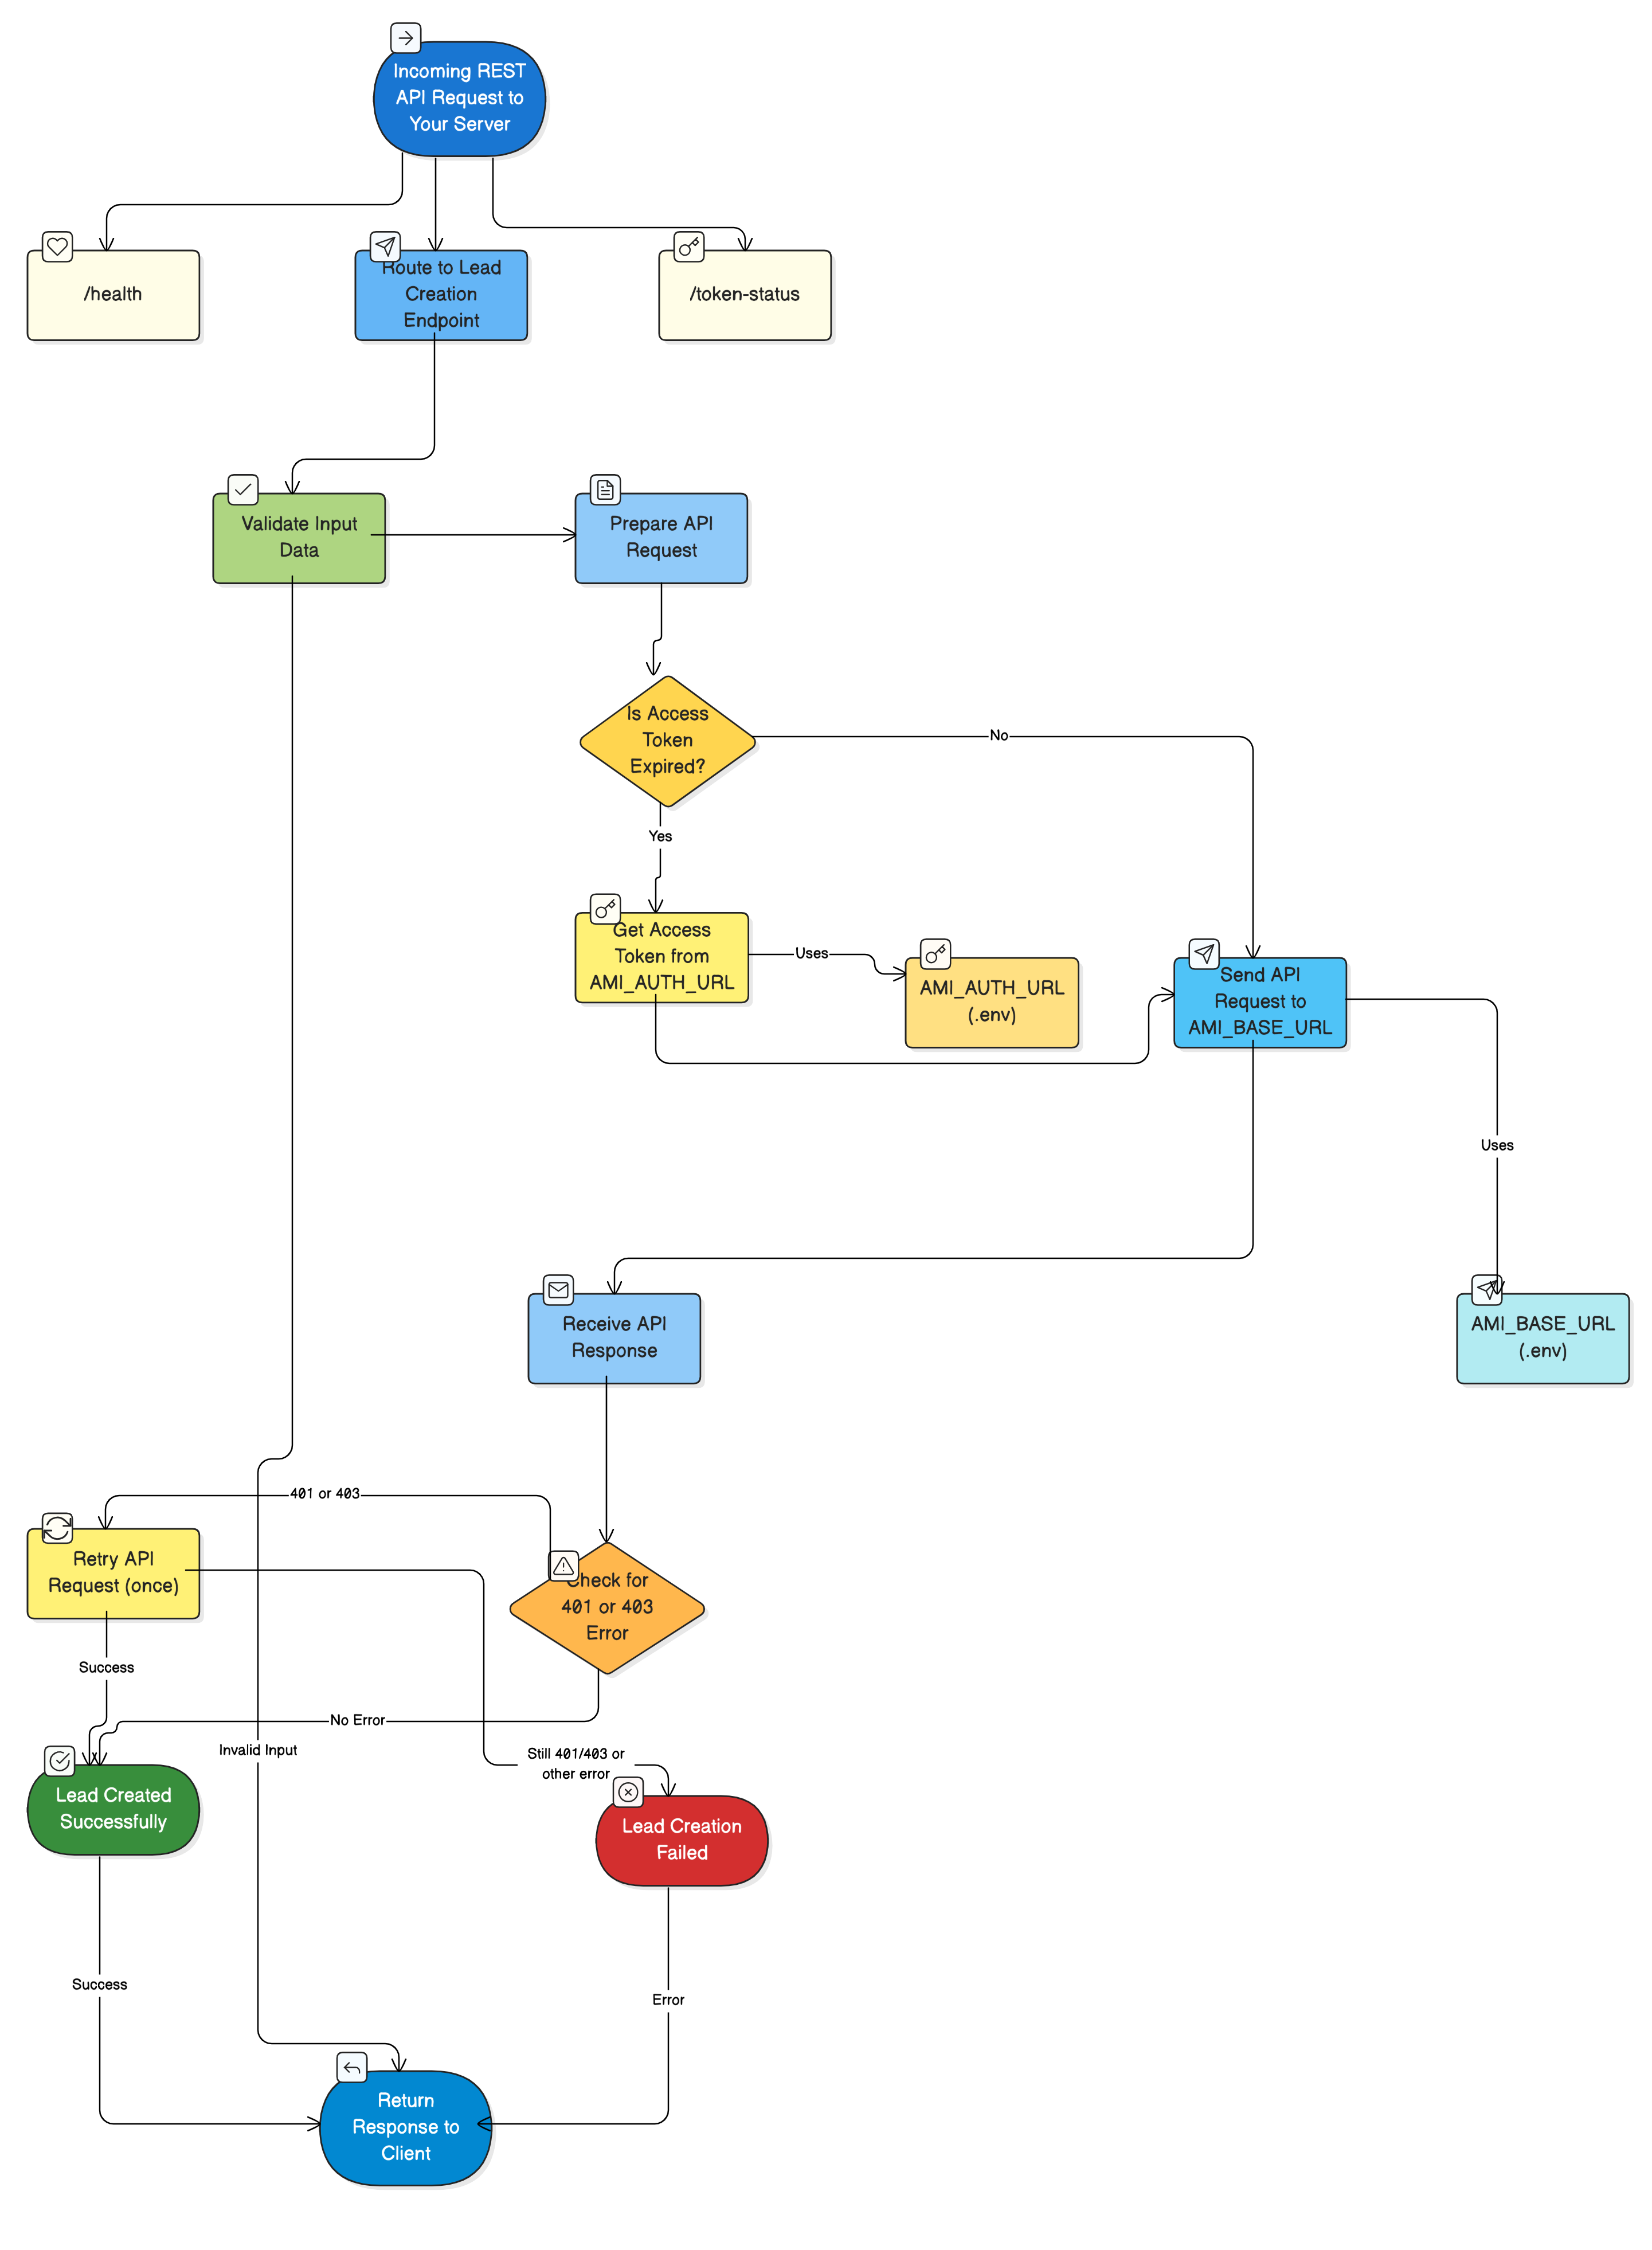 Incoming REST
API Request to
Your Server
/health
Route to Lead
Creation
Endpoint
/token-status
Validate Input
Data
Prepare API
Request
Is Access
Token
Expired?
No
Yes
Get Access
Token from
AMI_AUTH_URL
Uses
AMI_AUTH_URL
(.env)
Send API
Request to
AMI_BASE_URL
Uses
Receive API
Response
AMI_BASE_URL
(.env)
401 or 403
Retry API
Request (once)
Check for
401 or 403
Error
Success
No Error
Invalid Input
Still 401/403 or
other error
Lead Created
Successfully
Lead Creation
Failed
Success
Error
Return
Response to
Client